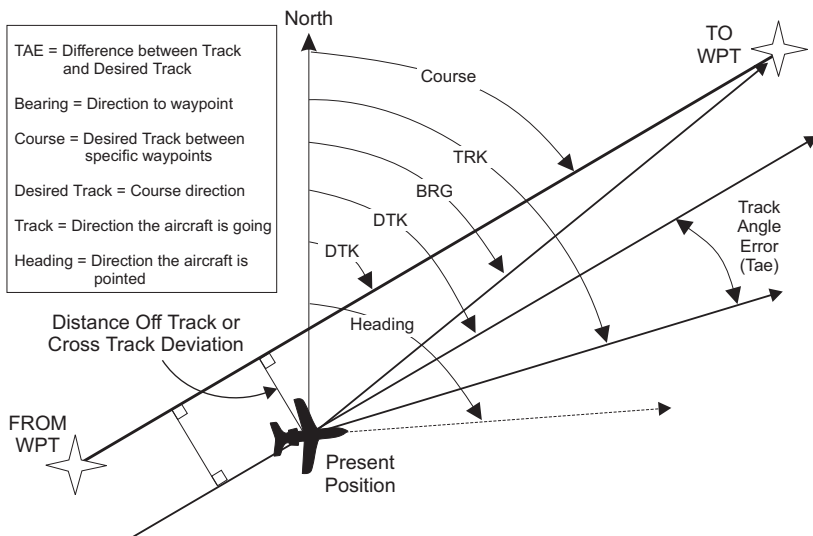 North
TO
WPT
TAE = Difference between Track
and Desired Track
Bearing = Direction to waypoint
Course = Desired Track between
specific waypoints
Desired Track = Course direction
Track = Direction the aircraft is going
Heading = Direction the aircraft is
pointed
Course
TRK
BRG
DTK
DTK
Track
Angle
Error
(Tae)
Heading
Distance Off Track or
Cross Track Deviation
FROM
WPT
Present
Position